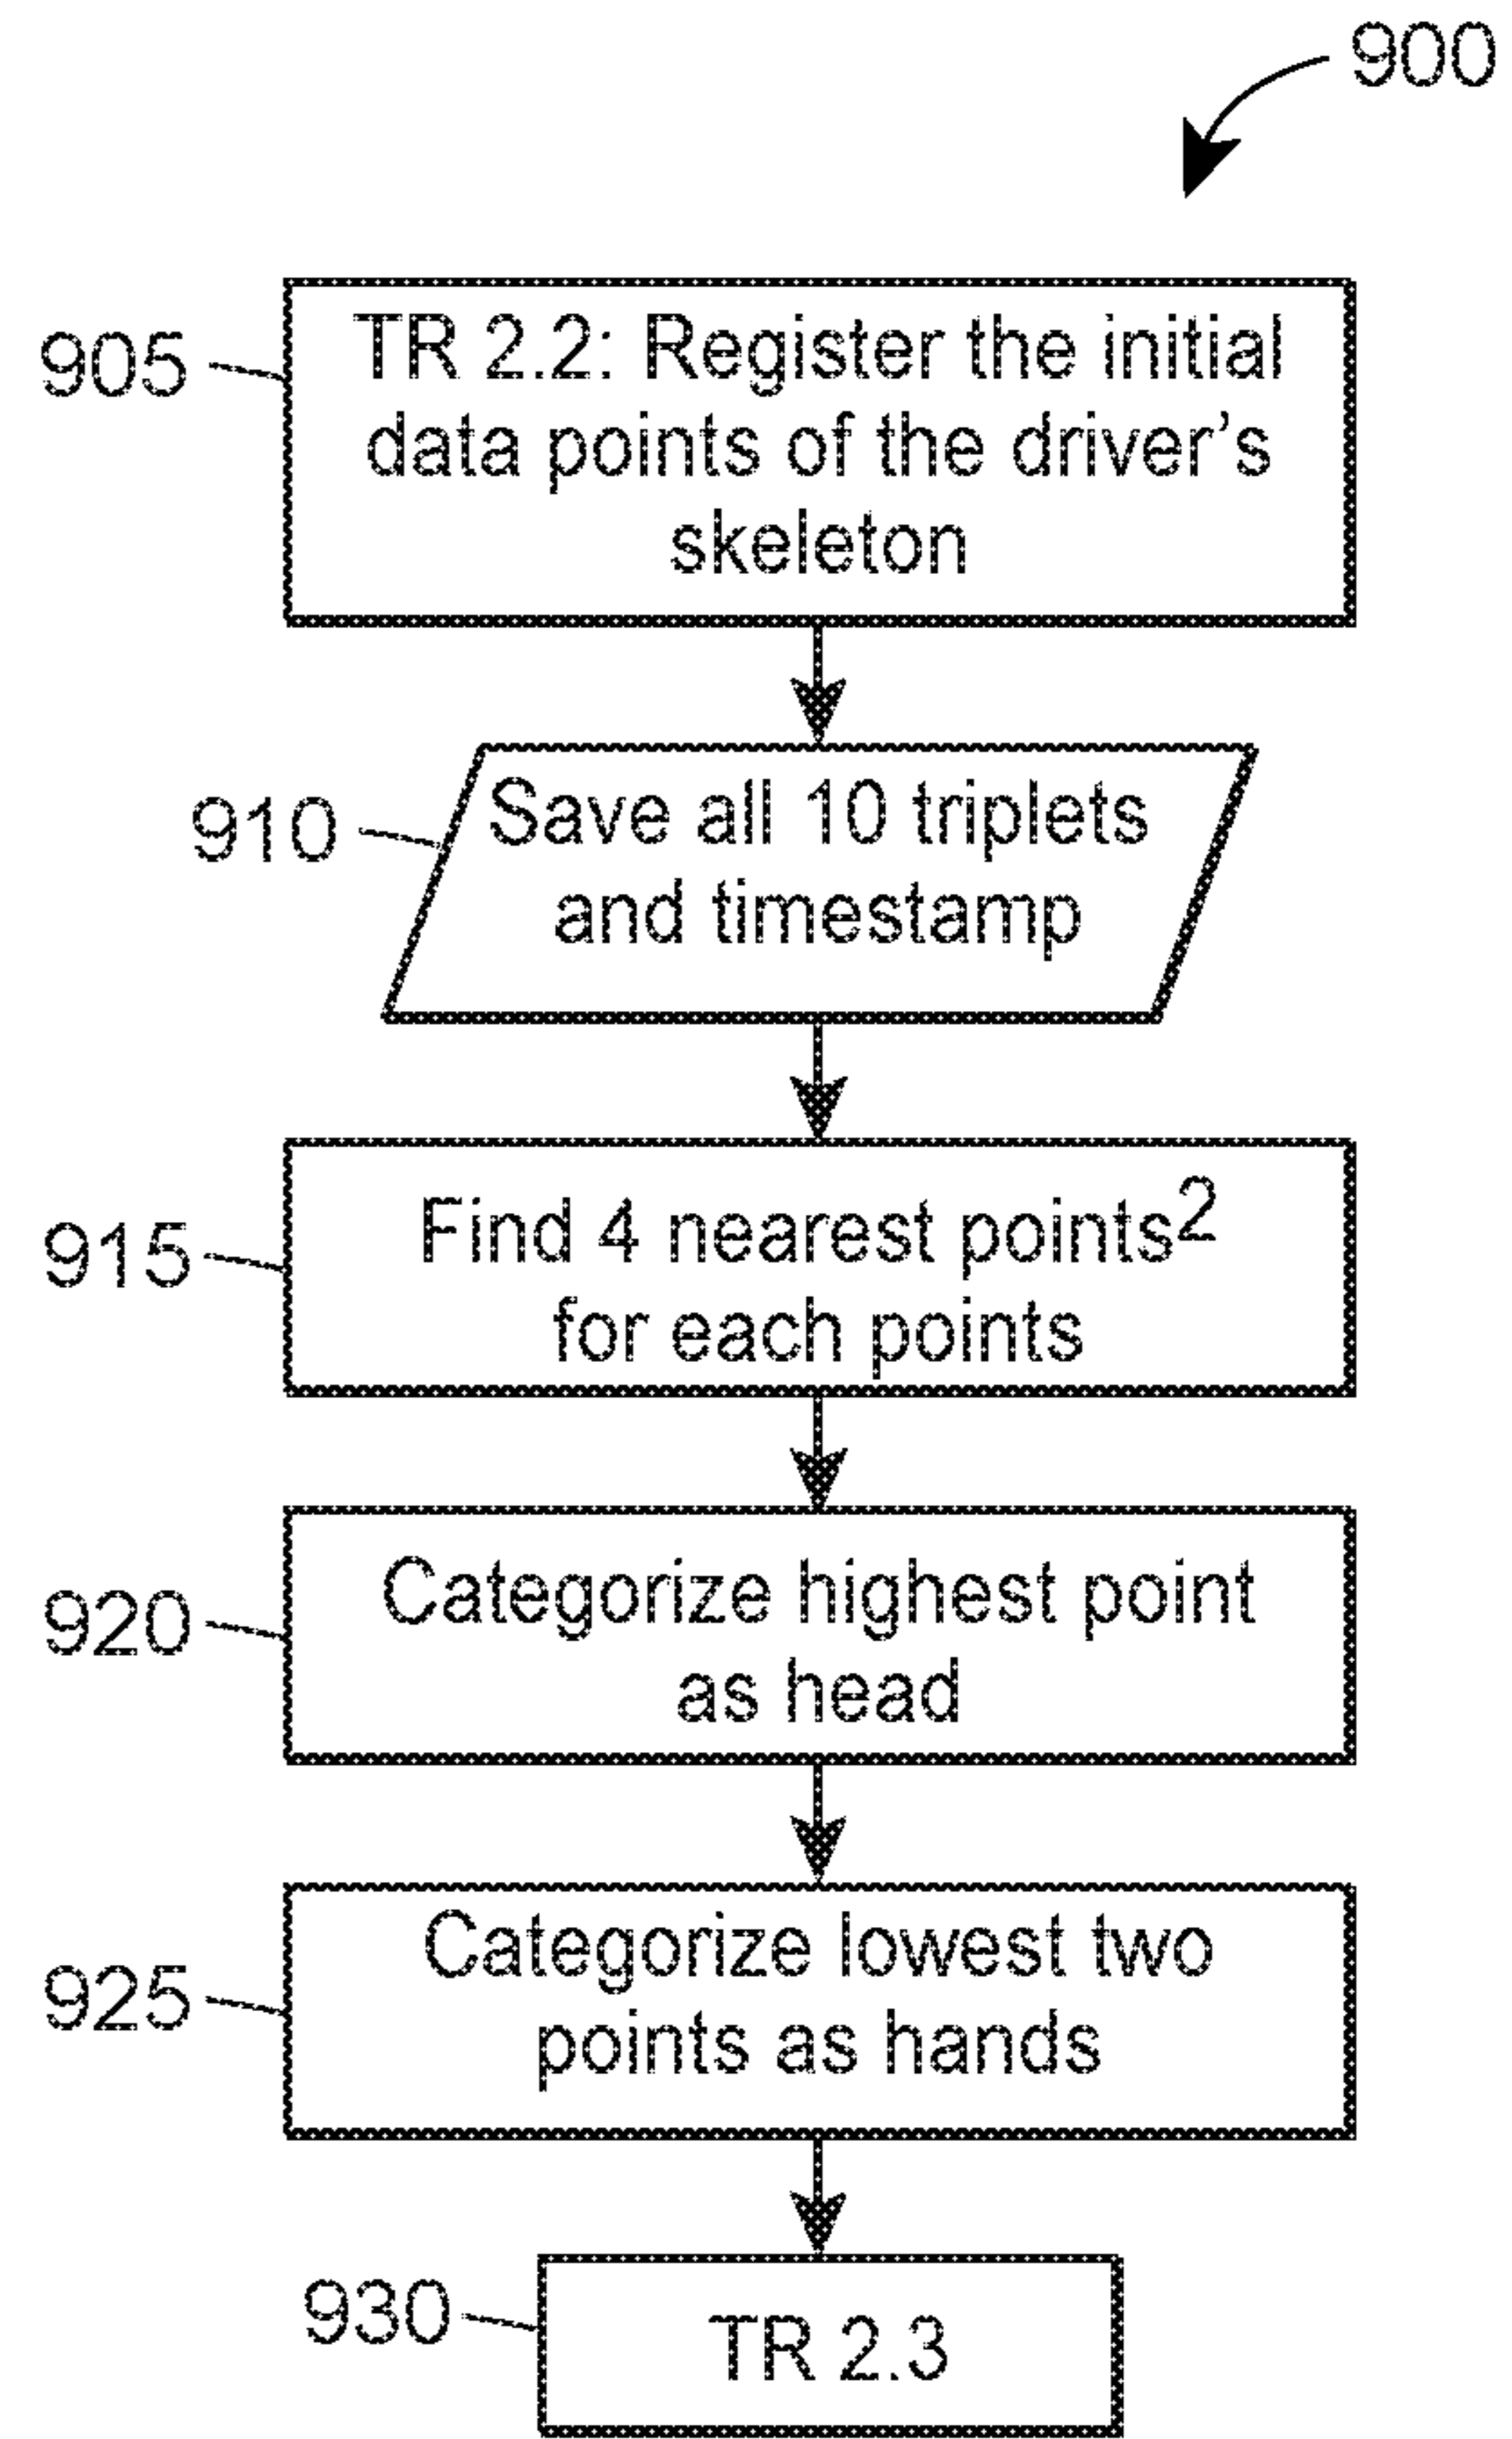 900
905
TR 2.2: Register the initial
data points of the driver’s
skeleton
910
Save all 10 triplets
and timestamp
915
Find 4 nearest points2
for each points
920
Categorize highest point
as head
925
Categorize lowest two
points as hands
930
TR 2.3